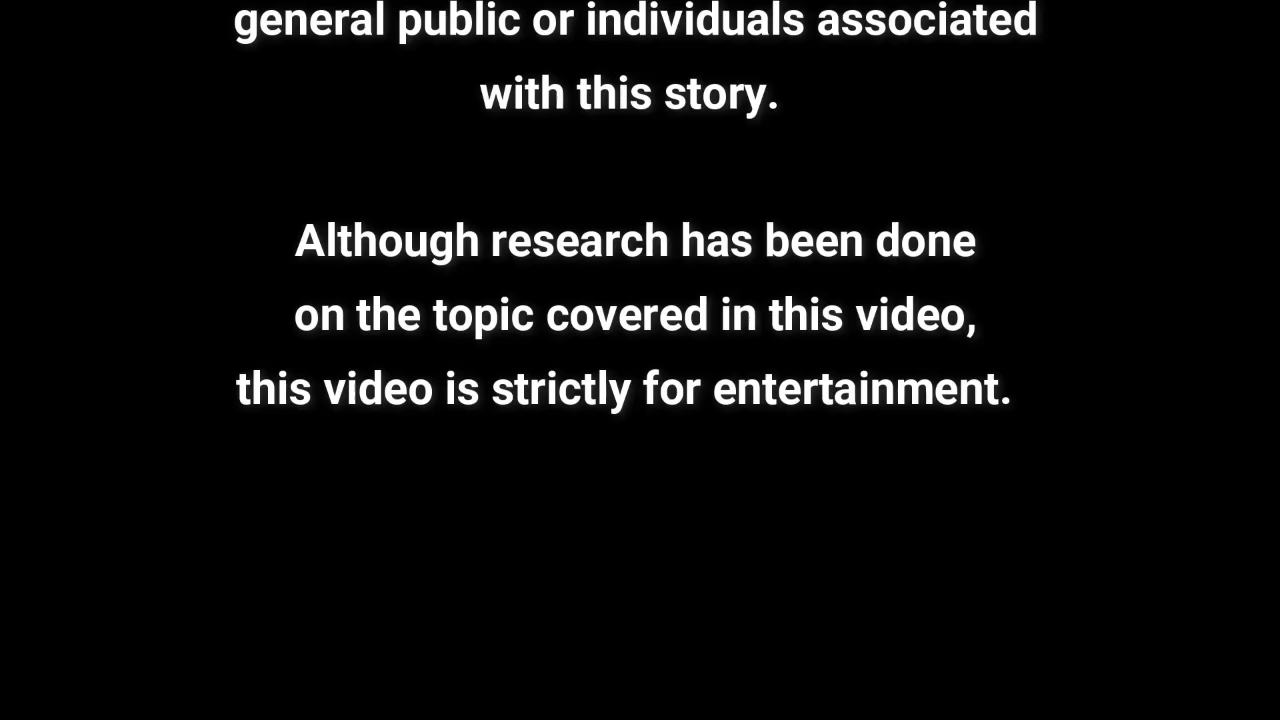 general public or individuals associated
with this story.
Although research has been done
on the topic covered in this video,
this video is strictly for entertainment.